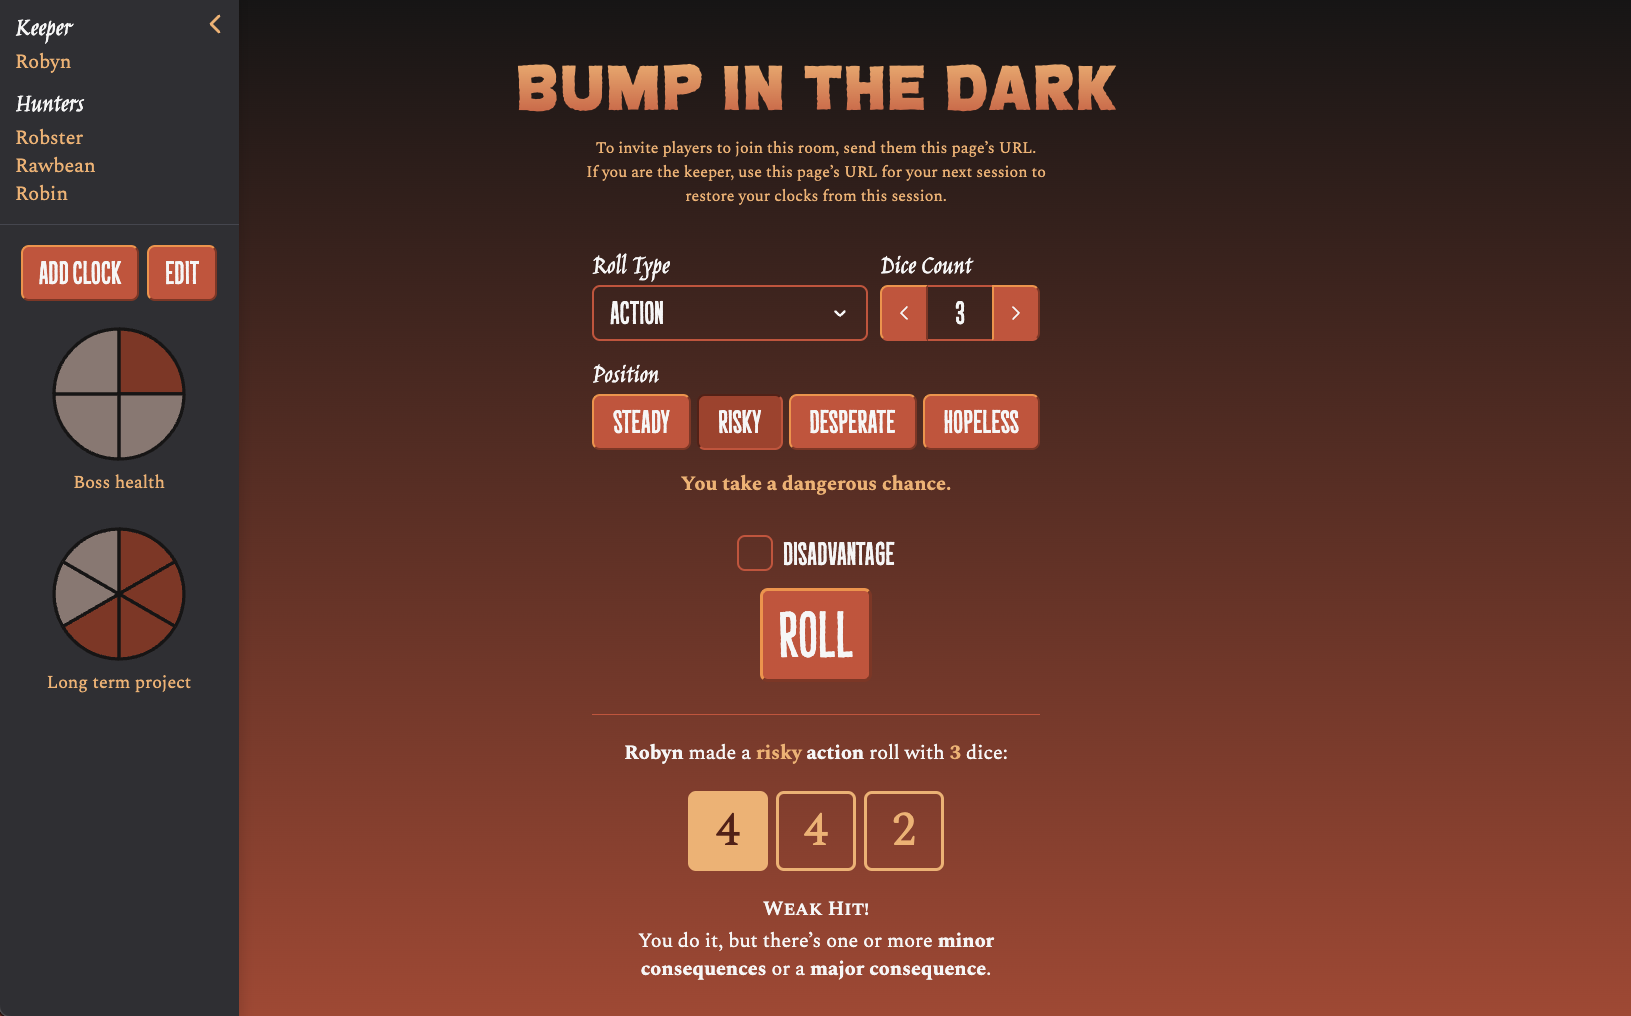 Keeper
Robyn
Hunters
Robster
Rawbean
Robin
ADD CLOCK
EDIT
Boss health
Long term project
BUMP IN THE DARK
To invite players to join this room, send them this page’s URL.
If you are the keeper, use this page’s URL for your next session to
restore your clocks from this session.
Roll Type
Dice Count
ACTION
3
Position
STEADY
RISKY
DESPERATE
HOPELESS
You take a dangerous chance.
DISADVANTAGE
ROLL
Robyn made a risky action roll with 3 dice:
4 4 2
WEAK HIT!
You do it, but there’s one or more minor
consequences or a major consequence.